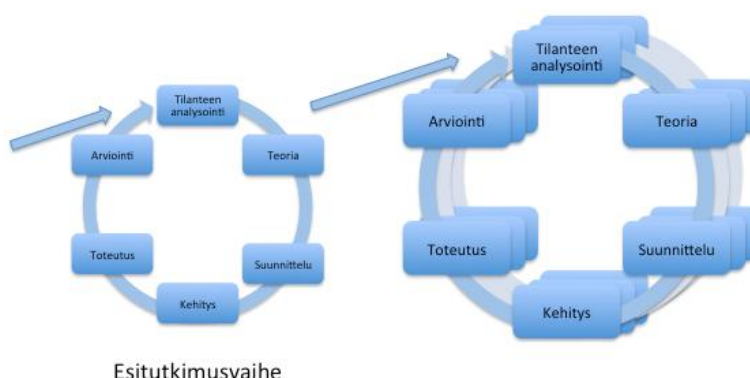 Tilanteen
analysointi
Teoria
Suunnittelu
Kehitys
Toteutus
Arviointi
Esitutkimusvaihe
Tilanteen
analysointi
Teoria
Suunnittelu
Kehitys
Toteutus
Arviointi